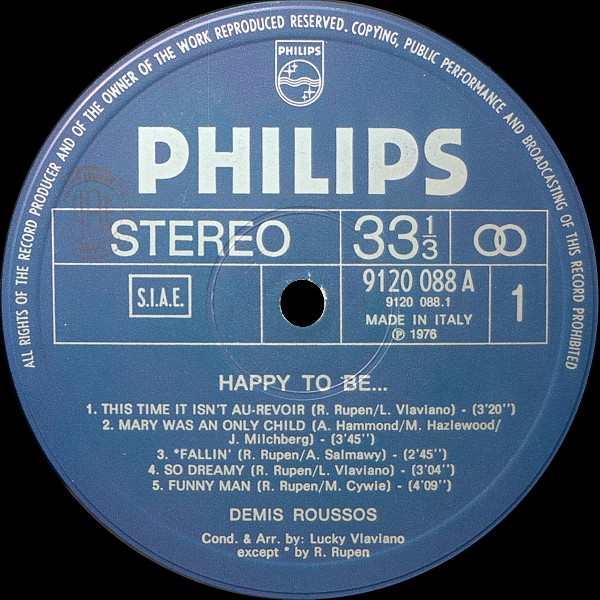 ALL RIGHTS OF THE RECORD PRODUCER AND OF THE OWNER OF THE WORK REPRODUCED RESERVED. COPYING, PUBLIC PERFORMANCE AND BROADCASTING OF THIS RECORD PROHIBITED
PHILIPS
PHILIPS
STEREO 33 1/3
S.I.A.E. 9120 088 A 1
9120 088.1
MADE IN ITALY
℗ 1976
HAPPY TO BE...
1. THIS TIME IT ISN'T AU-REVOIR (R. Rupen/L. Vlaviano) - (3'20'')
2. MARY WAS AN ONLY CHILD (A. Hammond/M. Hazlewood/
J. Milchberg) - (3'45'')
3. *FALLIN' (R. Rupen/A. Salmawy) - (2'45'')
4. SO DREAMY (R. Rupen/L. Vlaviano) - (3'04'')
5. FUNNY MAN (R. Rupen/M. Cywie) - (4'09'')
DEMIS ROUSSOS
Cond. & Arr. by: Lucky Vlaviano
except * by R. Rupen